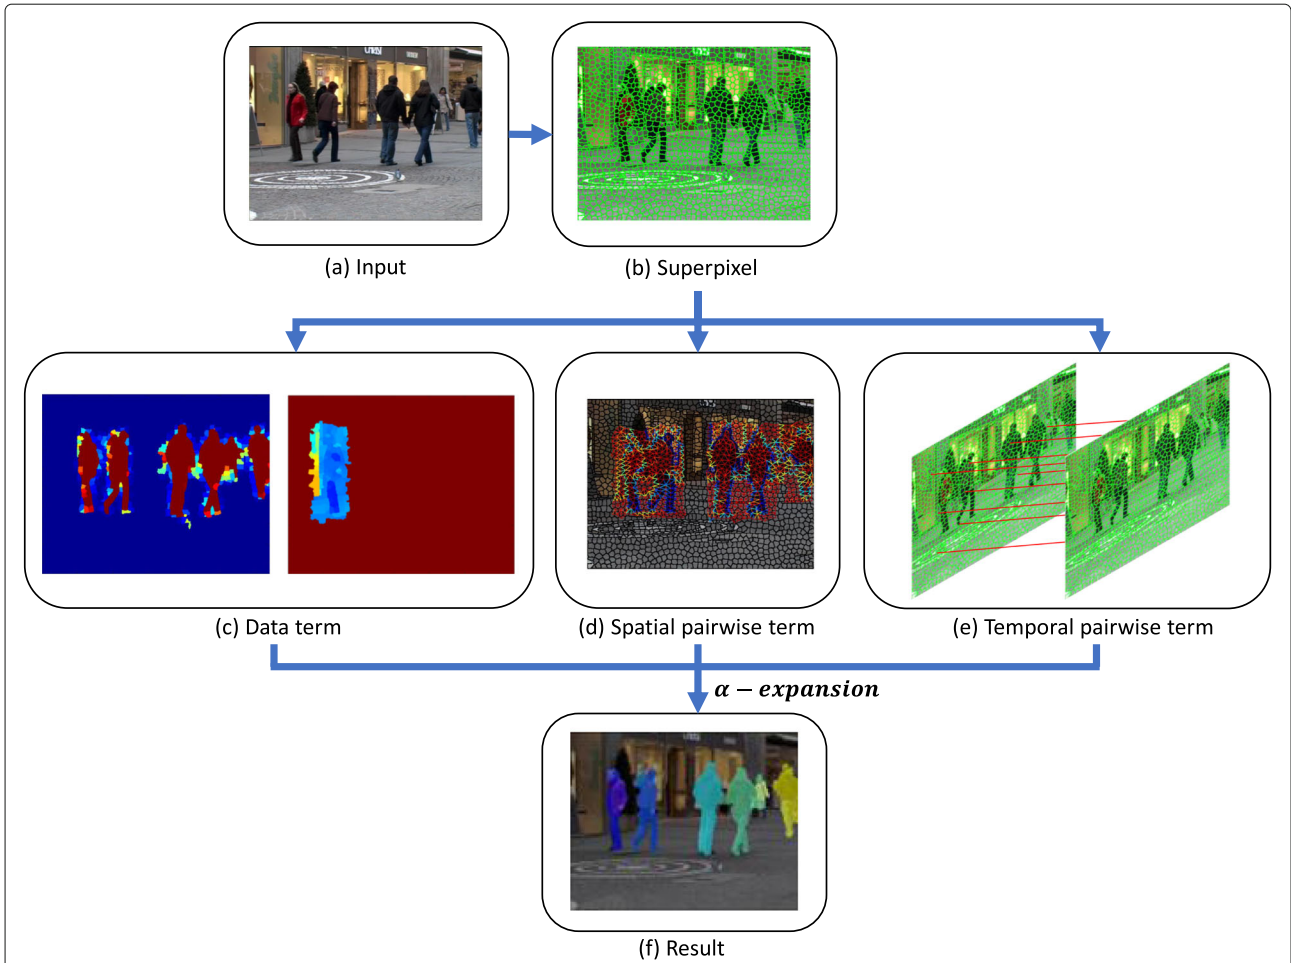 (a) Input
(b) Superpixel
(c) Data term
(d) Spatial pairwise term
(e) Temporal pairwise term
α − expansion
(f) Result